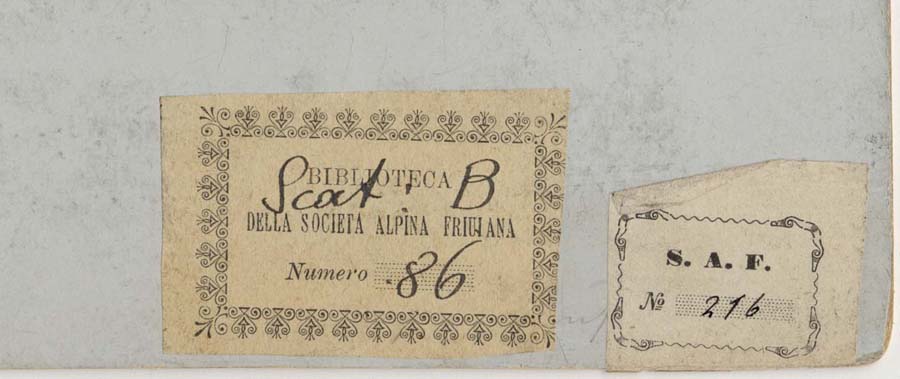 BIBLIOTECA
Scat. B
DELLA SOCIETÀ ALPINA FRIULANA
Numero 86
S. A. F.
No 216